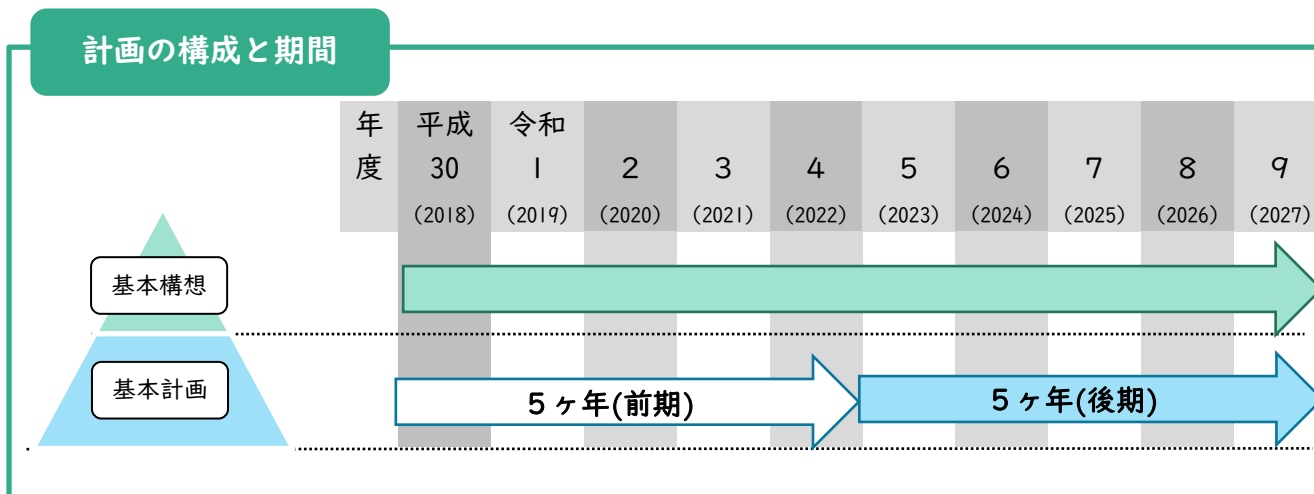 計画の構成と期間
年度
平成 令和
30 1 2 3 4 5 6 7 8 9
(2018) (2019) (2020) (2021) (2022) (2023) (2024) (2025) (2026) (2027)
基本構想
基本計画
5ヶ年(前期)
5ヶ年(後期)